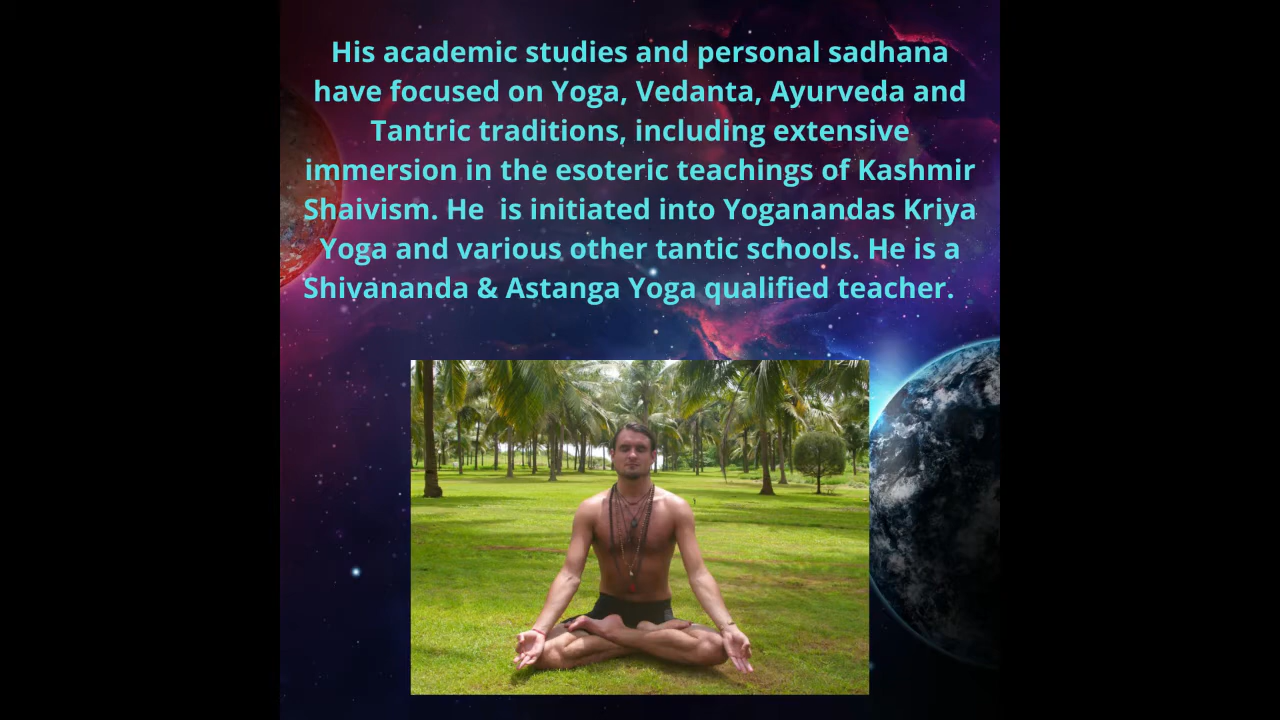 His academic studies and personal sadhana
have focused on Yoga, Vedanta, Ayurveda and
Tantric traditions, including extensive
immersion in the esoteric teachings of Kashmir
Shaivism. He  is initiated into Yoganandas Kriya
Yoga and various other tantic schools. He is a
Shivananda & Astanga Yoga qualified teacher.